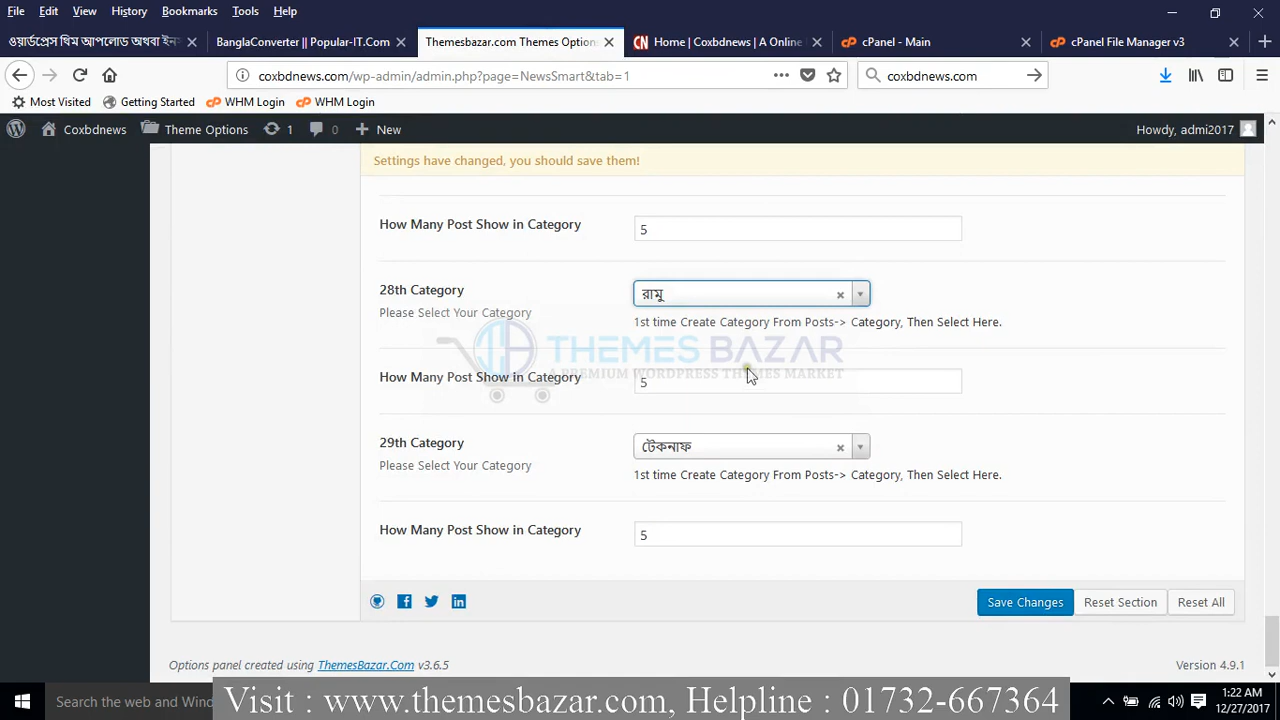 File Edit View History Bookmarks Tools Help
ওয়ার্ডপ্রেস থিম আপলোড অথবা ইন
BanglaConverter || Popular-IT.Com
Themesbazar.com Themes Option
Home | Coxbdnews | A Online
cPanel - Main
cPanel File Manager v3
coxbdnews.com/wp-admin/admin.php?page=NewsSmart&tab=1
coxbdnews.com
Most Visited Getting Started WHM Login WHM Login
Coxbdnews Theme Options 1 0 New Howdy, admi2017
Settings have changed, you should save them!
How Many Post Show in Category 5
28th Category রামু
Please Select Your Category
1st time Create Category From Posts-> Category, Then Select Here.
THEMES BAZAR
A PREMIUM WORDPRESS THEMES MARKET
How Many Post Show in Category 5
29th Category টেকনাফ
Please Select Your Category
1st time Create Category From Posts-> Category, Then Select Here.
How Many Post Show in Category 5
Save Changes Reset Section Reset All
Options panel created using ThemesBazar.Com v3.6.5 Version 4.9.1
Search the web and Wind
Visit : www.themesbazar.com, Helpline : 01732-667364
1:22 AM
12/27/2017